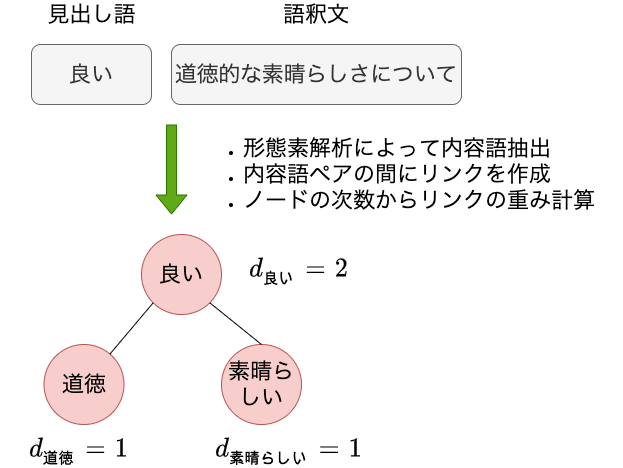 見出し語 語釈文
良い 道徳的な素晴らしさについて
・形態素解析によって内容語抽出
・内容語ペアの間にリンクを作成
・ノードの次数からリンクの重み計算
良い d良い = 2
道徳 素晴ら
しい
d道徳 = 1 d素晴らしい = 1